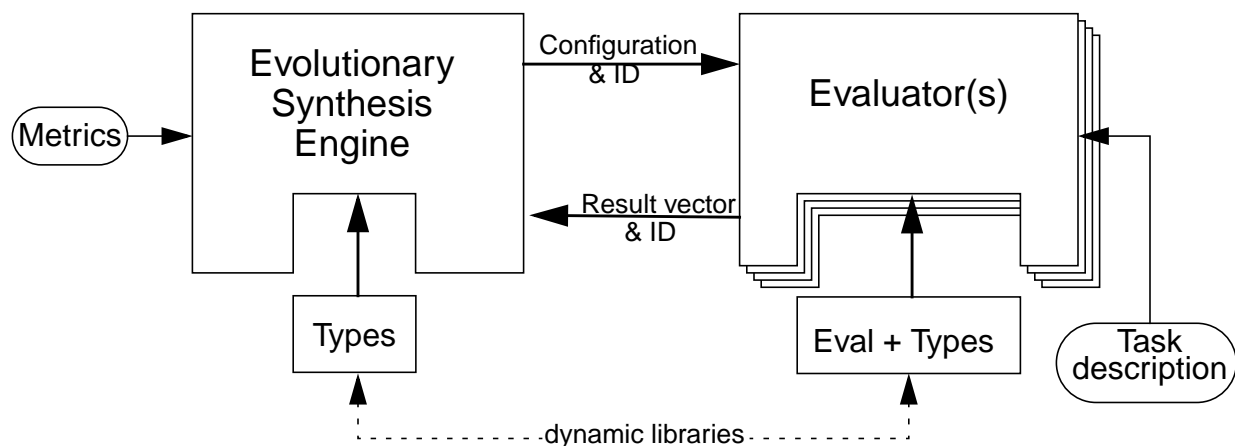 Evolutionary
Synthesis
Engine
Configuration
& ID
Evaluator(s)
Metrics
Result vector
& ID
Types
Eval + Types
Task
description
dynamic libraries